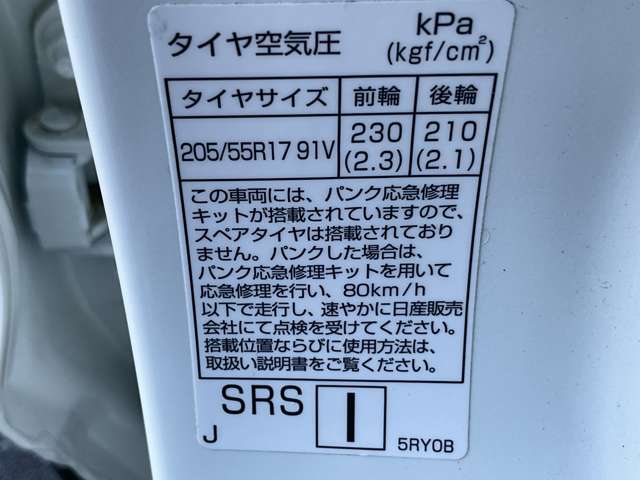 タイヤ空気圧 kPa
(kgf/cm²)
タイヤサイズ 前輪 後輪
205/55R17 91V 230 210
(2.3) (2.1)
この車両には、パンク応急修理
キットが搭載されていますので、
スペアタイヤは搭載されており
ません。パンクした場合は、
パンク応急修理キットを用いて
応急修理を行い、80km/h
以下で走行し、速やかに日産販売
会社にて点検を受けてください。
搭載位置ならびに使用方法は、
取扱い説明書をご覧ください。
SRS I
J 5RY0B